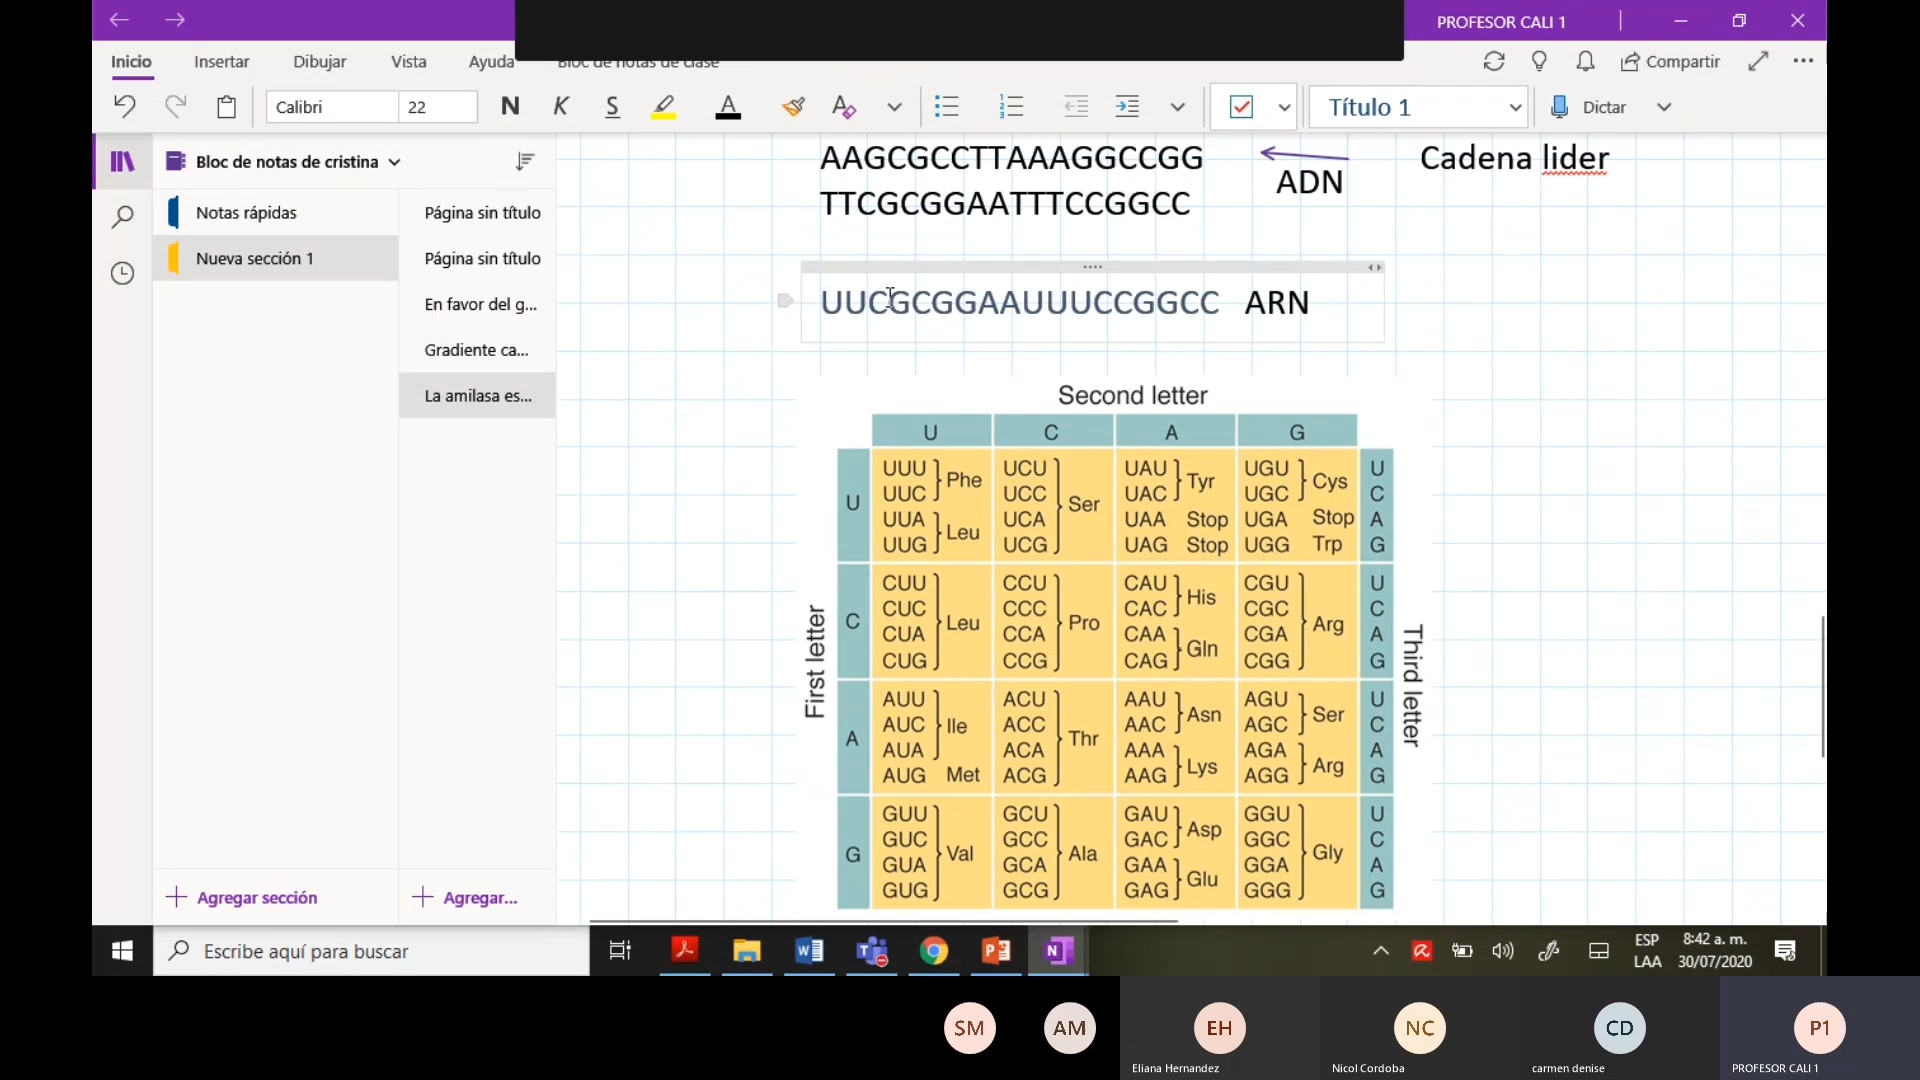 PROFESOR CALI 1
Inicio Insertar Dibujar Vista Ayuda Bloc de notas de clase Compartir
Calibri 22 N K S A A Título 1 Dictar
Bloc de notas de cristina
Notas rápidas
Nueva sección 1
Página sin título
Página sin título
En favor del g...
Gradiente ca...
La amilasa es...
Agregar sección
Agregar...
AAGCGCCTTAAAGGCCGG
ADN
Cadena lider
TTCGCGGAATTTCCGGCC
UUCGCGGAAUUUCCGGCC ARN
Second letter
U C A G
First letter
Third letter
U
UUU UCU UAU UGU U
Phe Tyr Cys
UUC UCC UAC UGC C
Ser
UUA UCA UAA Stop UGA Stop A
Leu
UUG UCG UAG Stop UGG Trp G
C
CUU CCU CAU CGU U
His
CUC CCC CAC CGC C
Leu Pro Arg
CUA CCA CAA CGA A
Gln
CUG CCG CAG CGG G
A
AUU ACU AAU AGU U
Asn Ser
AUC ACC AAC AGC C
Ile Thr
AUA ACA AAA AGA A
Lys Arg
AUG Met ACG AAG AGG G
G
GUU GCU GAU GGU U
Asp
GUC GCC GAC GGC C
Val Ala Gly
GUA GCA GAA GGA A
Glu
GUG GCG GAG GGG G
Escribe aquí para buscar
ESP
LAA
8:42 a. m.
30/07/2020
SM AM EH NC CD P1
Eliana Hernandez Nicol Cordoba carmen denise PROFESOR CALI 1